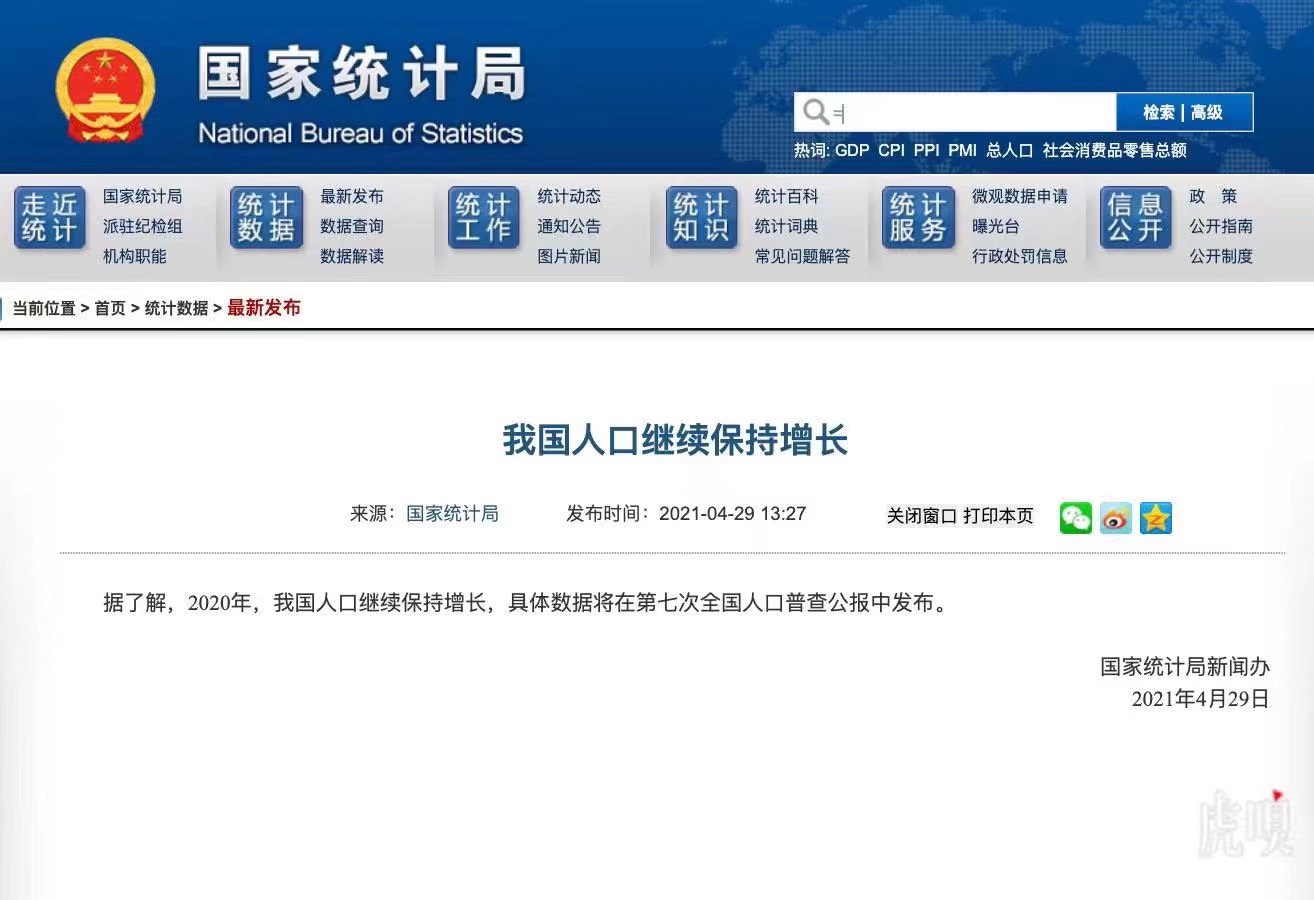 国家统计局
National Bureau of Statistics
检索 | 高级
热词: GDP CPI PPI PMI 总人口 社会消费品零售总额
走近统计
国家统计局
派驻纪检组
机构职能
统计数据
最新发布
数据查询
数据解读
统计工作
统计动态
通知公告
图片新闻
统计知识
统计百科
统计词典
常见问题解答
统计服务
微观数据申请
曝光台
行政处罚信息
信息公开
政 策
公开指南
公开制度
当前位置 > 首页 > 统计数据 > 最新发布
我国人口继续保持增长
来源：国家统计局 发布时间：2021-04-29 13:27 关闭窗口 打印本页
据了解，2020年，我国人口继续保持增长，具体数据将在第七次全国人口普查公报中发布。
国家统计局新闻办
2021年4月29日
虎嗅